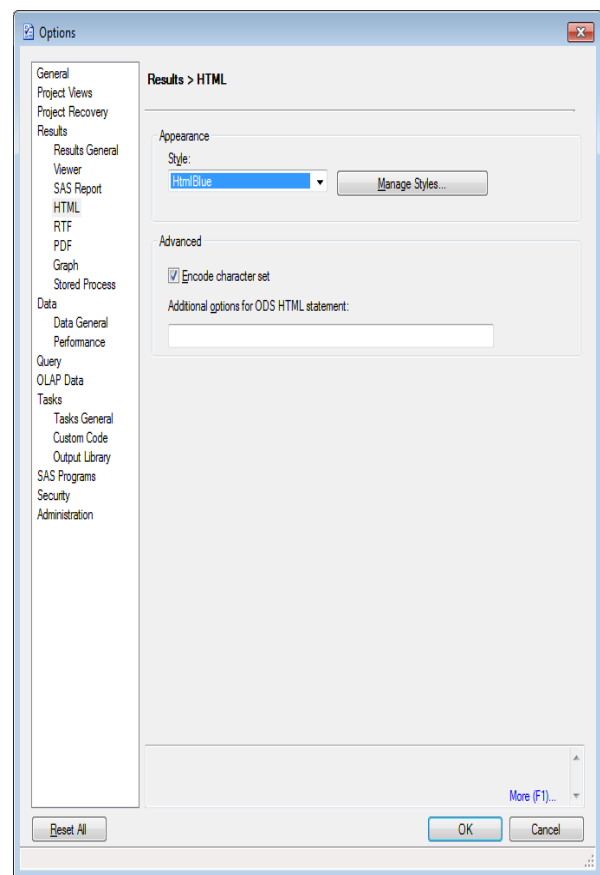 Options
General
Project Views
Project Recovery
Results
Results General
Viewer
SAS Report
HTML
RTF
PDF
Graph
Stored Process
Data
Data General
Performance
Query
OLAP Data
Tasks
Tasks General
Custom Code
Output Library
SAS Programs
Security
Administration
Results > HTML
Appearance
Style:
HtmlBlue
Manage Styles...
Advanced
Encode character set
Additional options for ODS HTML statement:
More (F1)...
Reset All
OK
Cancel